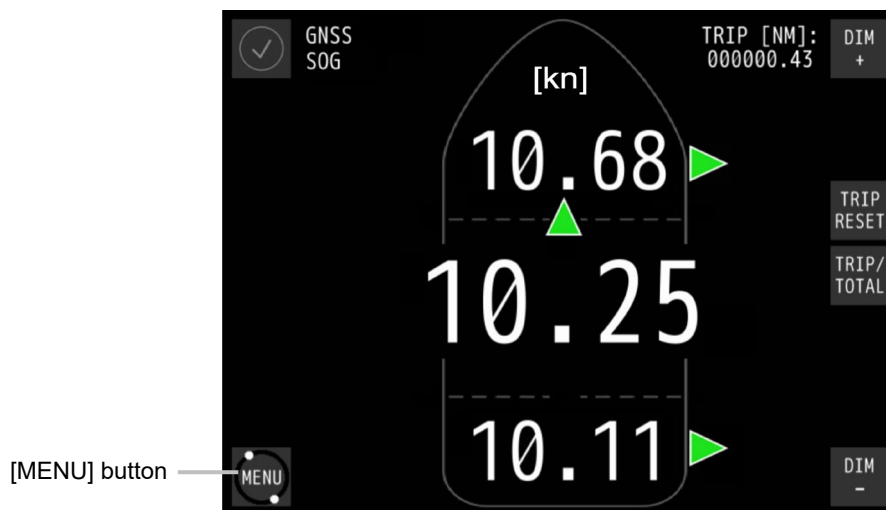 GNSS
SOG
TRIP [NM]:
000000.43
DIM
+
[kn]
10.68
TRIP
RESET
TRIP/
TOTAL
10.25
10.11
[MENU] button
MENU
DIM
-